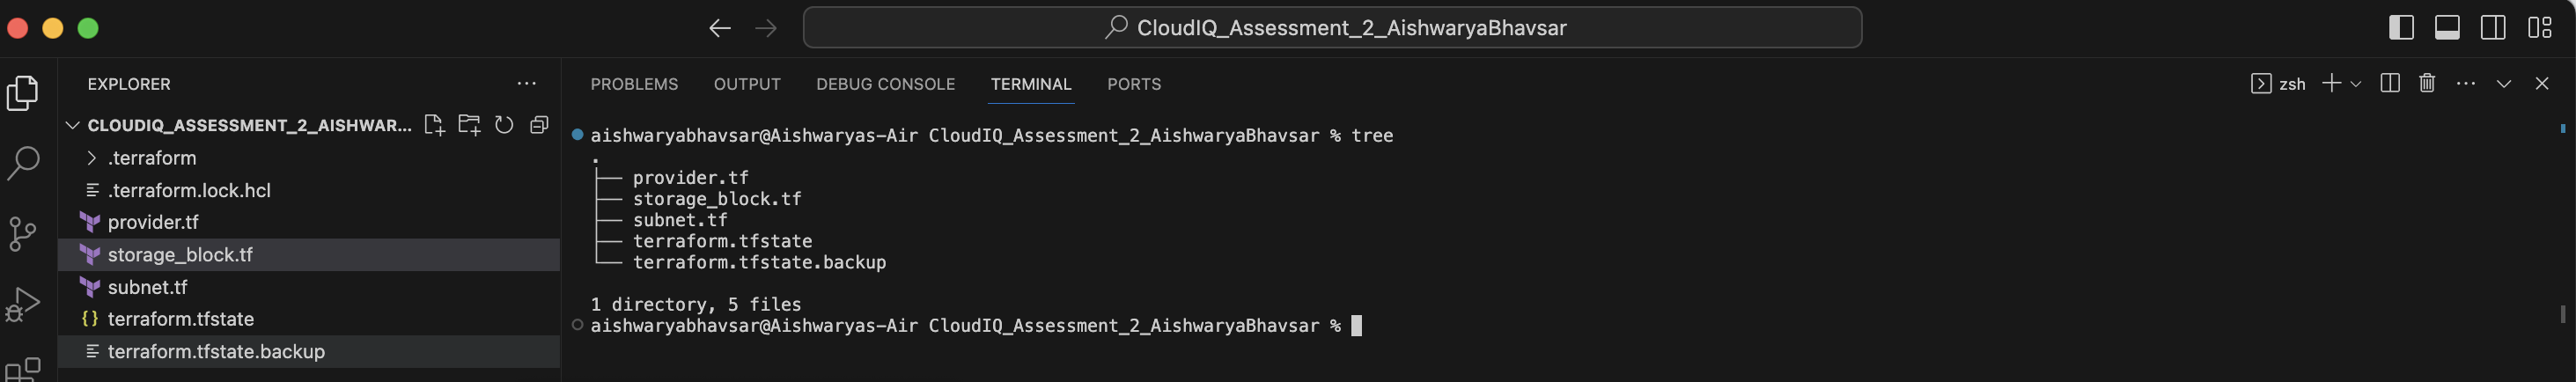 CloudIQ_Assessment_2_AishwaryaBhavsar
EXPLORER
CLOUDIQ_ASSESSMENT_2_AISHWAR...
.terraform
.terraform.lock.hcl
provider.tf
storage_block.tf
subnet.tf
{} terraform.tfstate
terraform.tfstate.backup
PROBLEMS OUTPUT DEBUG CONSOLE TERMINAL PORTS
zsh
aishwaryabhavsar@Aishwaryas-Air CloudIQ_Assessment_2_AishwaryaBhavsar % tree
.
├── provider.tf
├── storage_block.tf
├── subnet.tf
├── terraform.tfstate
└── terraform.tfstate.backup
1 directory, 5 files
aishwaryabhavsar@Aishwaryas-Air CloudIQ_Assessment_2_AishwaryaBhavsar %